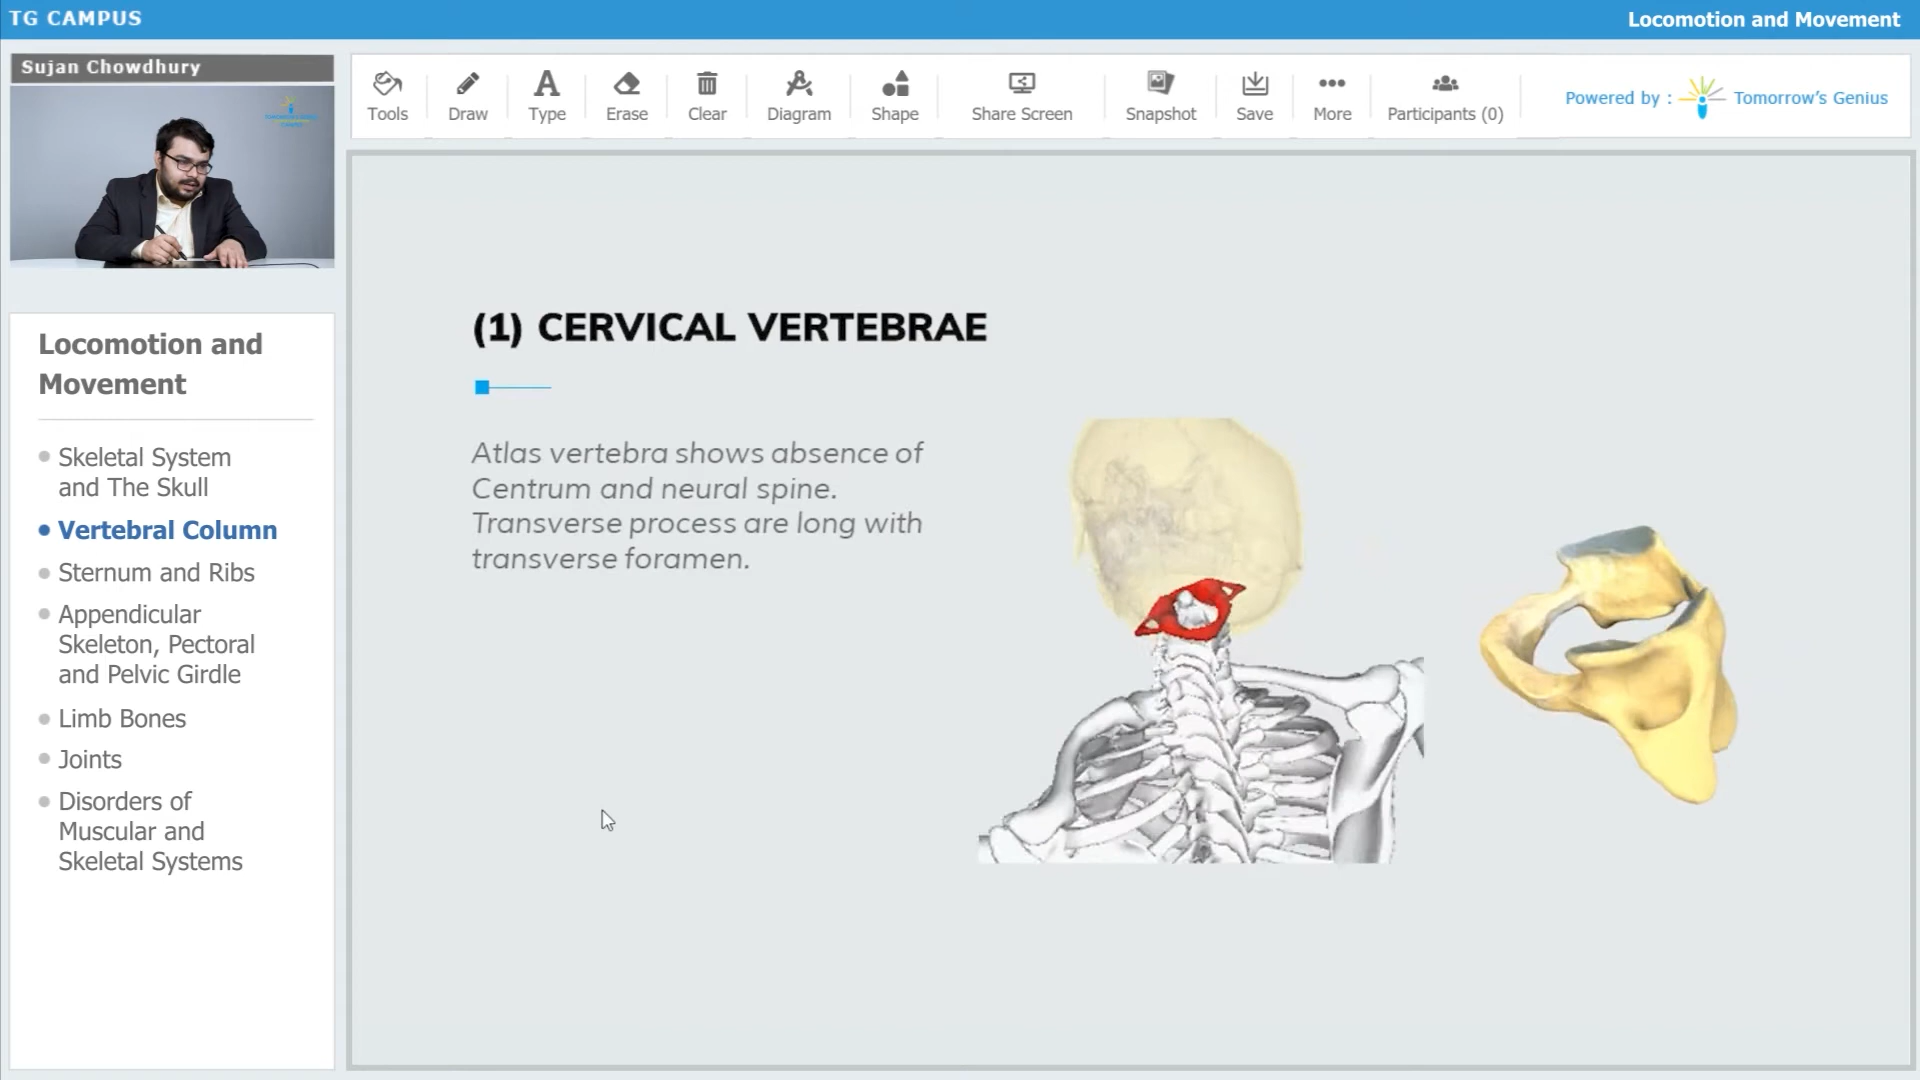 TG CAMPUS
Locomotion and Movement
Sujan Chowdhury
Tools
Draw
Type
Erase
Clear
Diagram
Shape
Share Screen
Snapshot
Save
More
Participants (0)
Powered by :
Tomorrow's Genius
Locomotion and
Movement
Skeletal System
and The Skull
Vertebral Column
Sternum and Ribs
Appendicular
Skeleton, Pectoral
and Pelvic Girdle
Limb Bones
Joints
Disorders of
Muscular and
Skeletal Systems
(1) CERVICAL VERTEBRAE
Atlas vertebra shows absence of
Centrum and neural spine.
Transverse process are long with
transverse foramen.